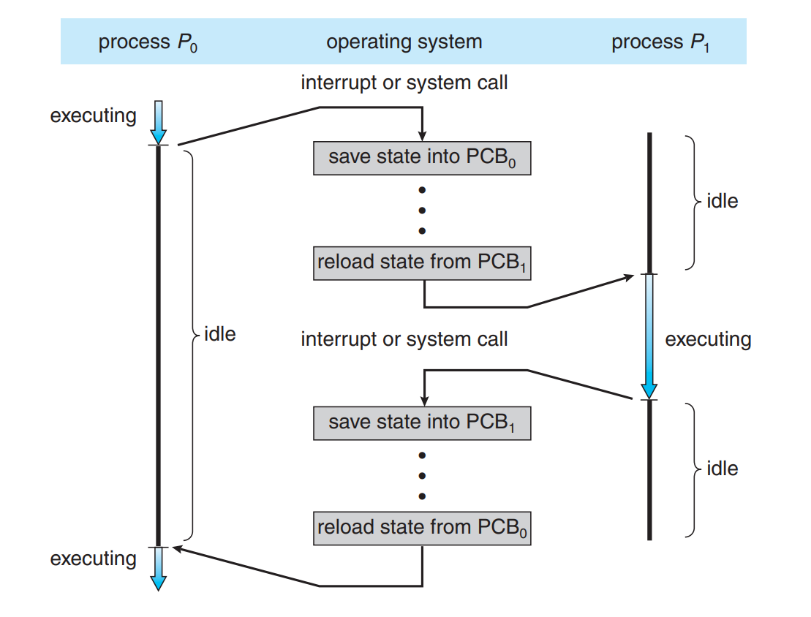 process P₀ operating system process P₁
interrupt or system call
executing
save state into PCB₀
idle
reload state from PCB₁
idle
interrupt or system call
executing
save state into PCB₁
idle
reload state from PCB₀
executing